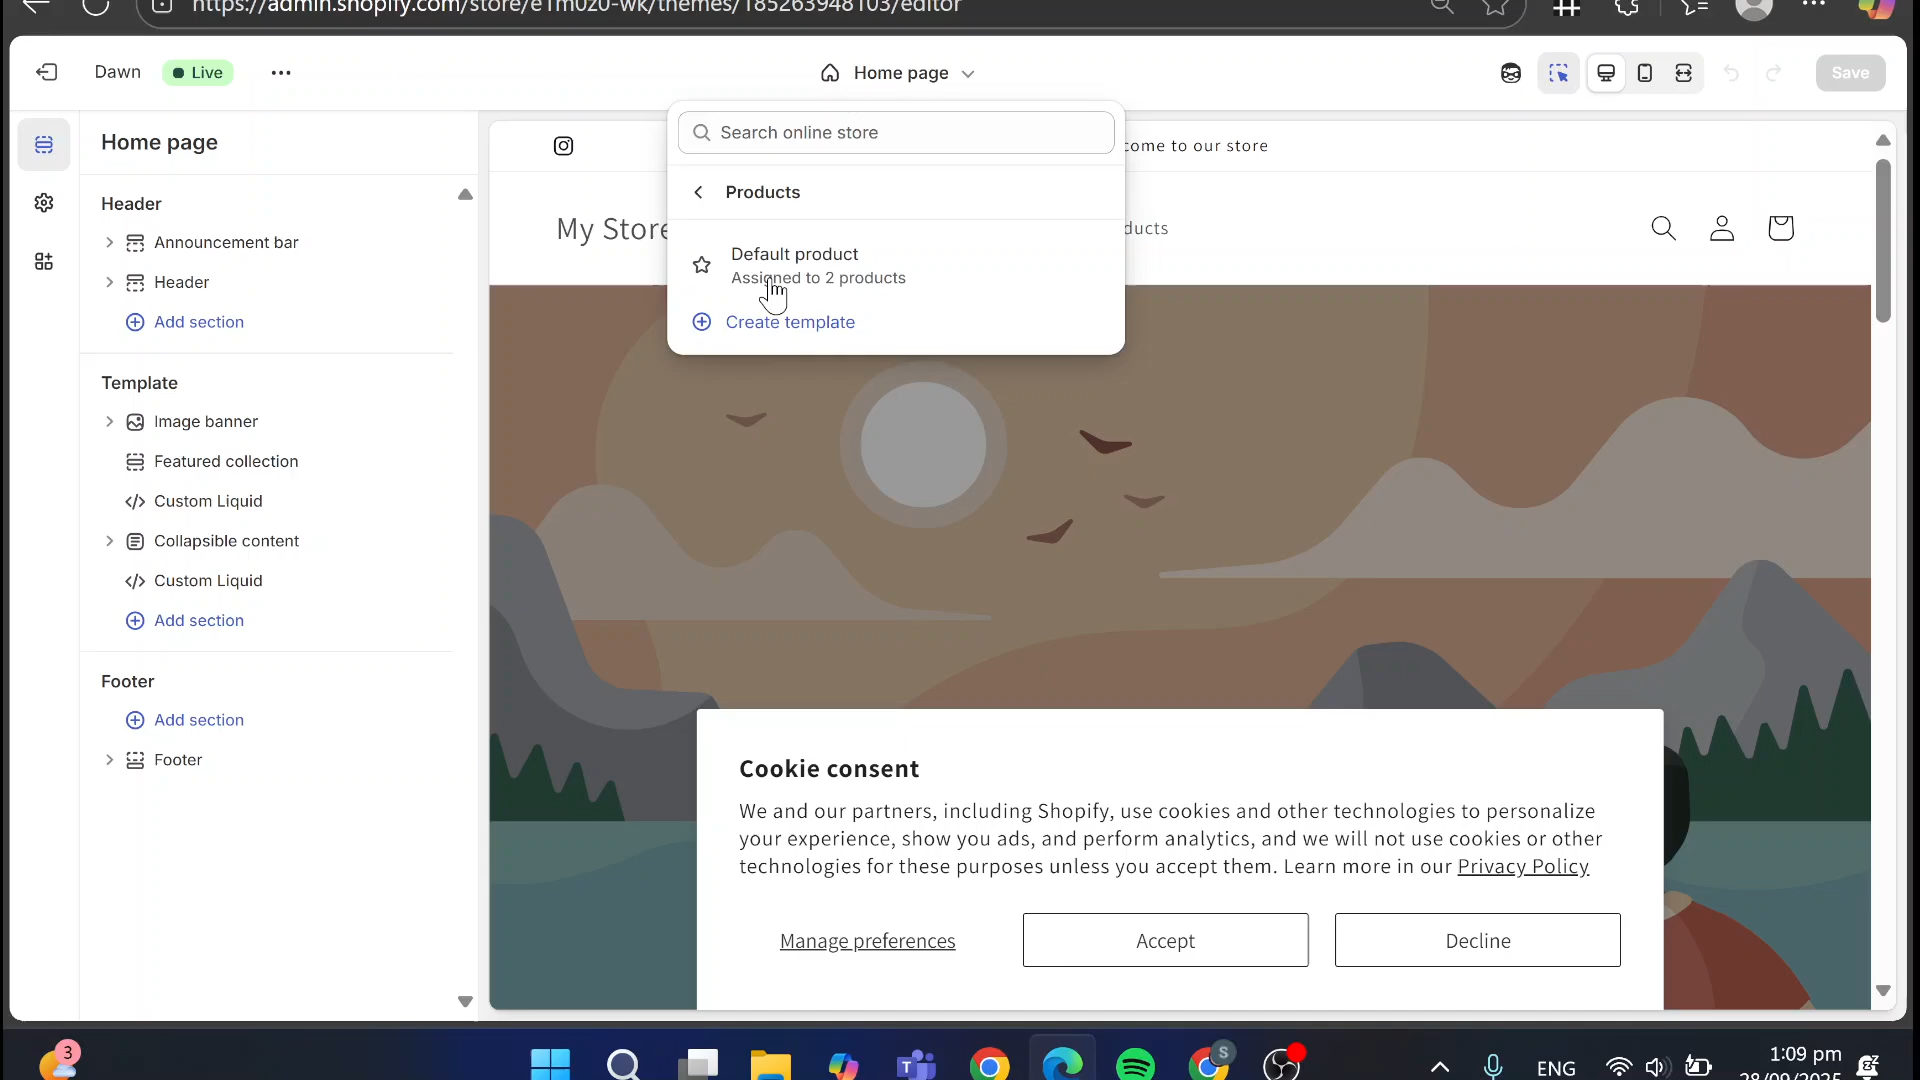 https://admin.shopify.com/store/e1m0z0-wk/themes/185263948103/editor
Dawn
Live
Home page
Save
Home page
Header
Announcement bar
Header
Add section
Template
Image banner
Featured collection
Custom Liquid
Collapsible content
Custom Liquid
Add section
Footer
Add section
Footer
Search online store
Products
Default product
Assigned to 2 products
Create template
come to our store
My Store
ducts
Cookie consent
We and our partners, including Shopify, use cookies and other technologies to personalize
your experience, show you ads, and perform analytics, and we will not use cookies or other
technologies for these purposes unless you accept them. Learn more in our Privacy Policy
Manage preferences
Accept
Decline
3
S
ENG
1:09 pm
28/09/2025